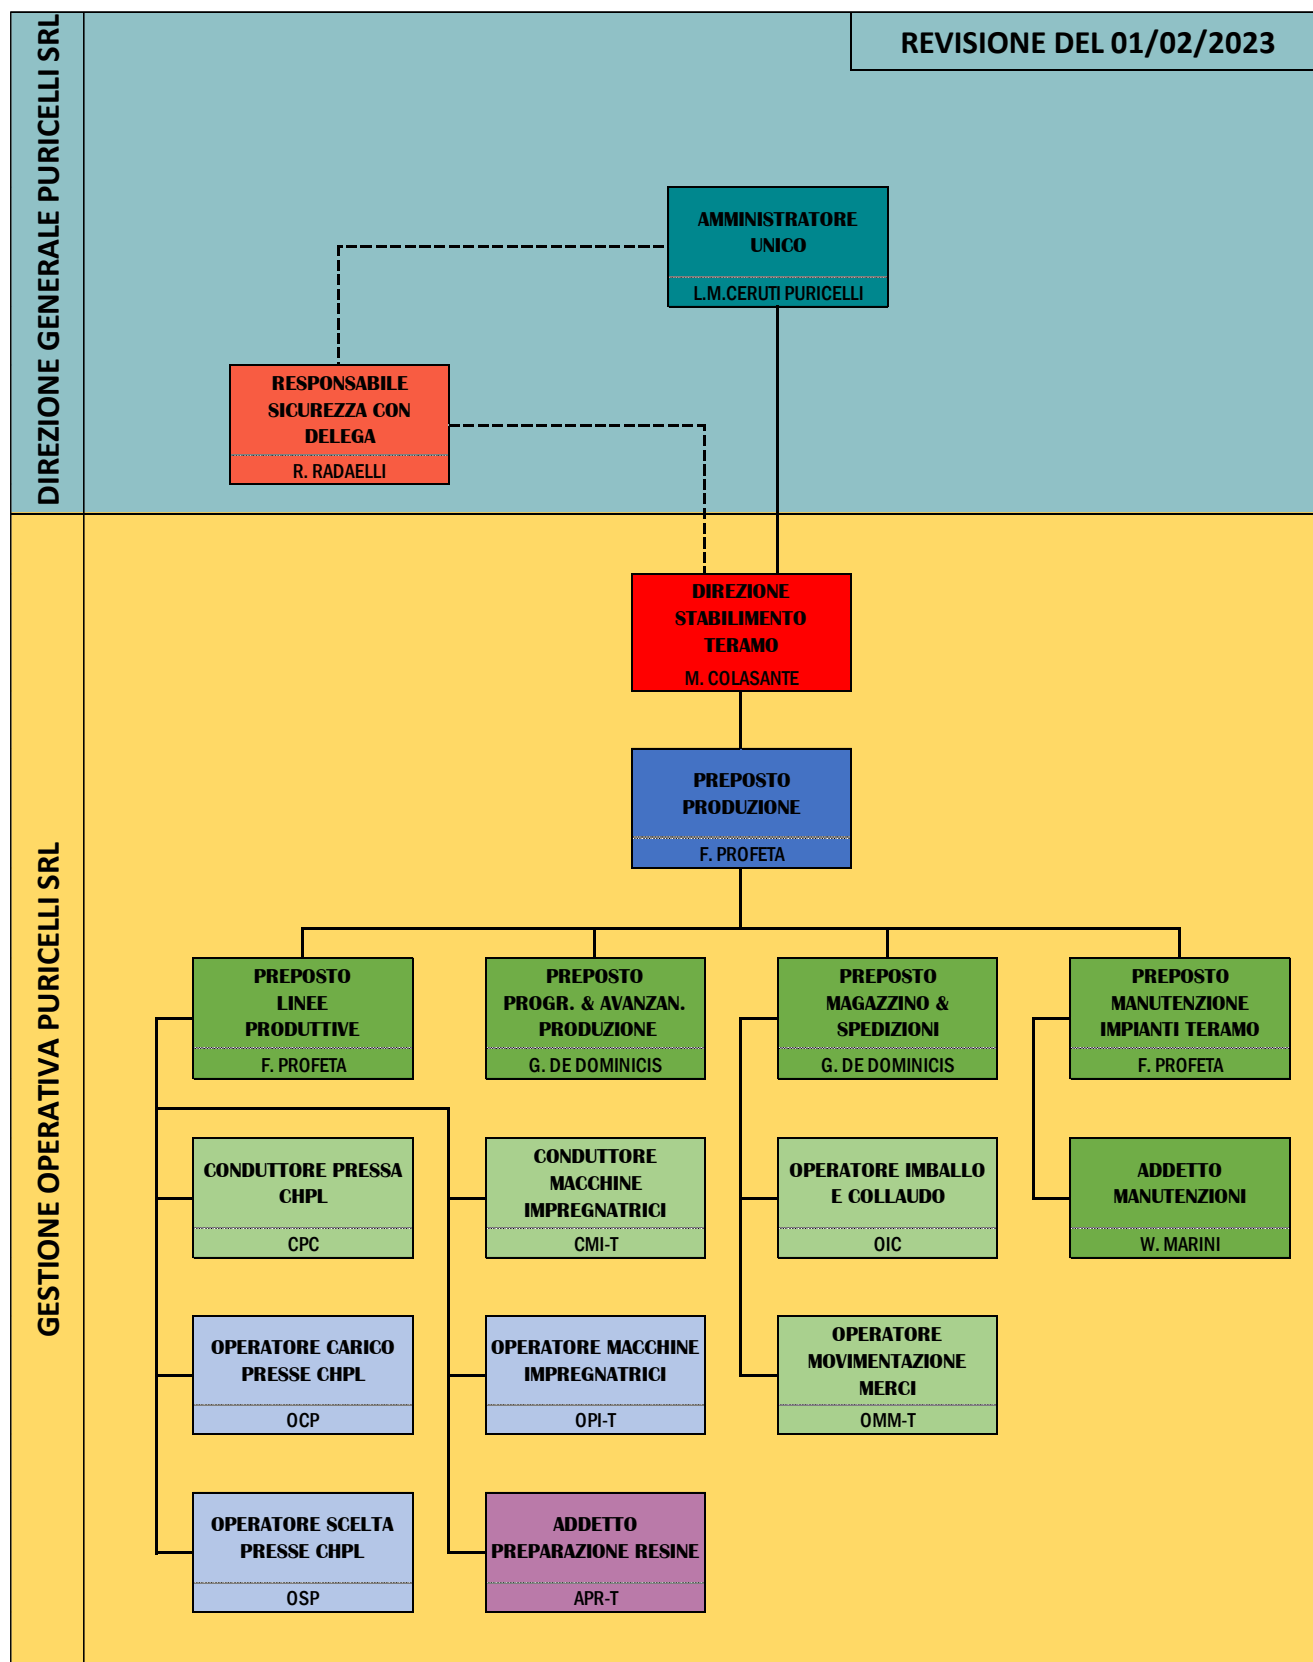 DIREZIONE GENERALE PURICELLI SRL
REVISIONE DEL 01/02/2023
AMMINISTRATORE
UNICO
L.M.CERUTI PURICELLI
RESPONSABILE
SICUREZZA CON
DELEGA
R. RADAELLI
GESTIONE OPERATIVA PURICELLI SRL
DIREZIONE
STABILIMENTO
TERAMO
M. COLASANTE
PREPOSTO
PRODUZIONE
F. PROFETA
PREPOSTO
LINEE
PRODUTTIVE
F. PROFETA
PREPOSTO
PROGR. & AVANZAN.
PRODUZIONE
G. DE DOMINICIS
PREPOSTO
MAGAZZINO &
SPEDIZIONI
G. DE DOMINICIS
PREPOSTO
MANUTENZIONE
IMPIANTI TERAMO
F. PROFETA
CONDUTTORE PRESSA
CHPL
CPC
CONDUTTORE
MACCHINE
IMPREGNATRICI
CMI-T
OPERATORE IMBALLO
E COLLAUDO
OIC
ADDETTO
MANUTENZIONI
W. MARINI
OPERATORE CARICO
PRESSE CHPL
OCP
OPERATORE MACCHINE
IMPREGNATRICI
OPI-T
OPERATORE
MOVIMENTAZIONE
MERCI
OMM-T
OPERATORE SCELTA
PRESSE CHPL
OSP
ADDETTO
PREPARAZIONE RESINE
APR-T